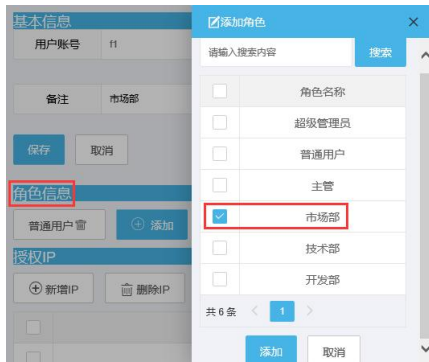 基本信息
用户账号 f1
备注 市场部
保存 取消
角色信息
普通用户 添加
授权IP
新增IP 删除IP
添加角色
请输入搜索内容 搜索
角色名称
超级管理员
普通用户
主管
市场部
技术部
开发部
共 6 条 < 1 >
添加 取消